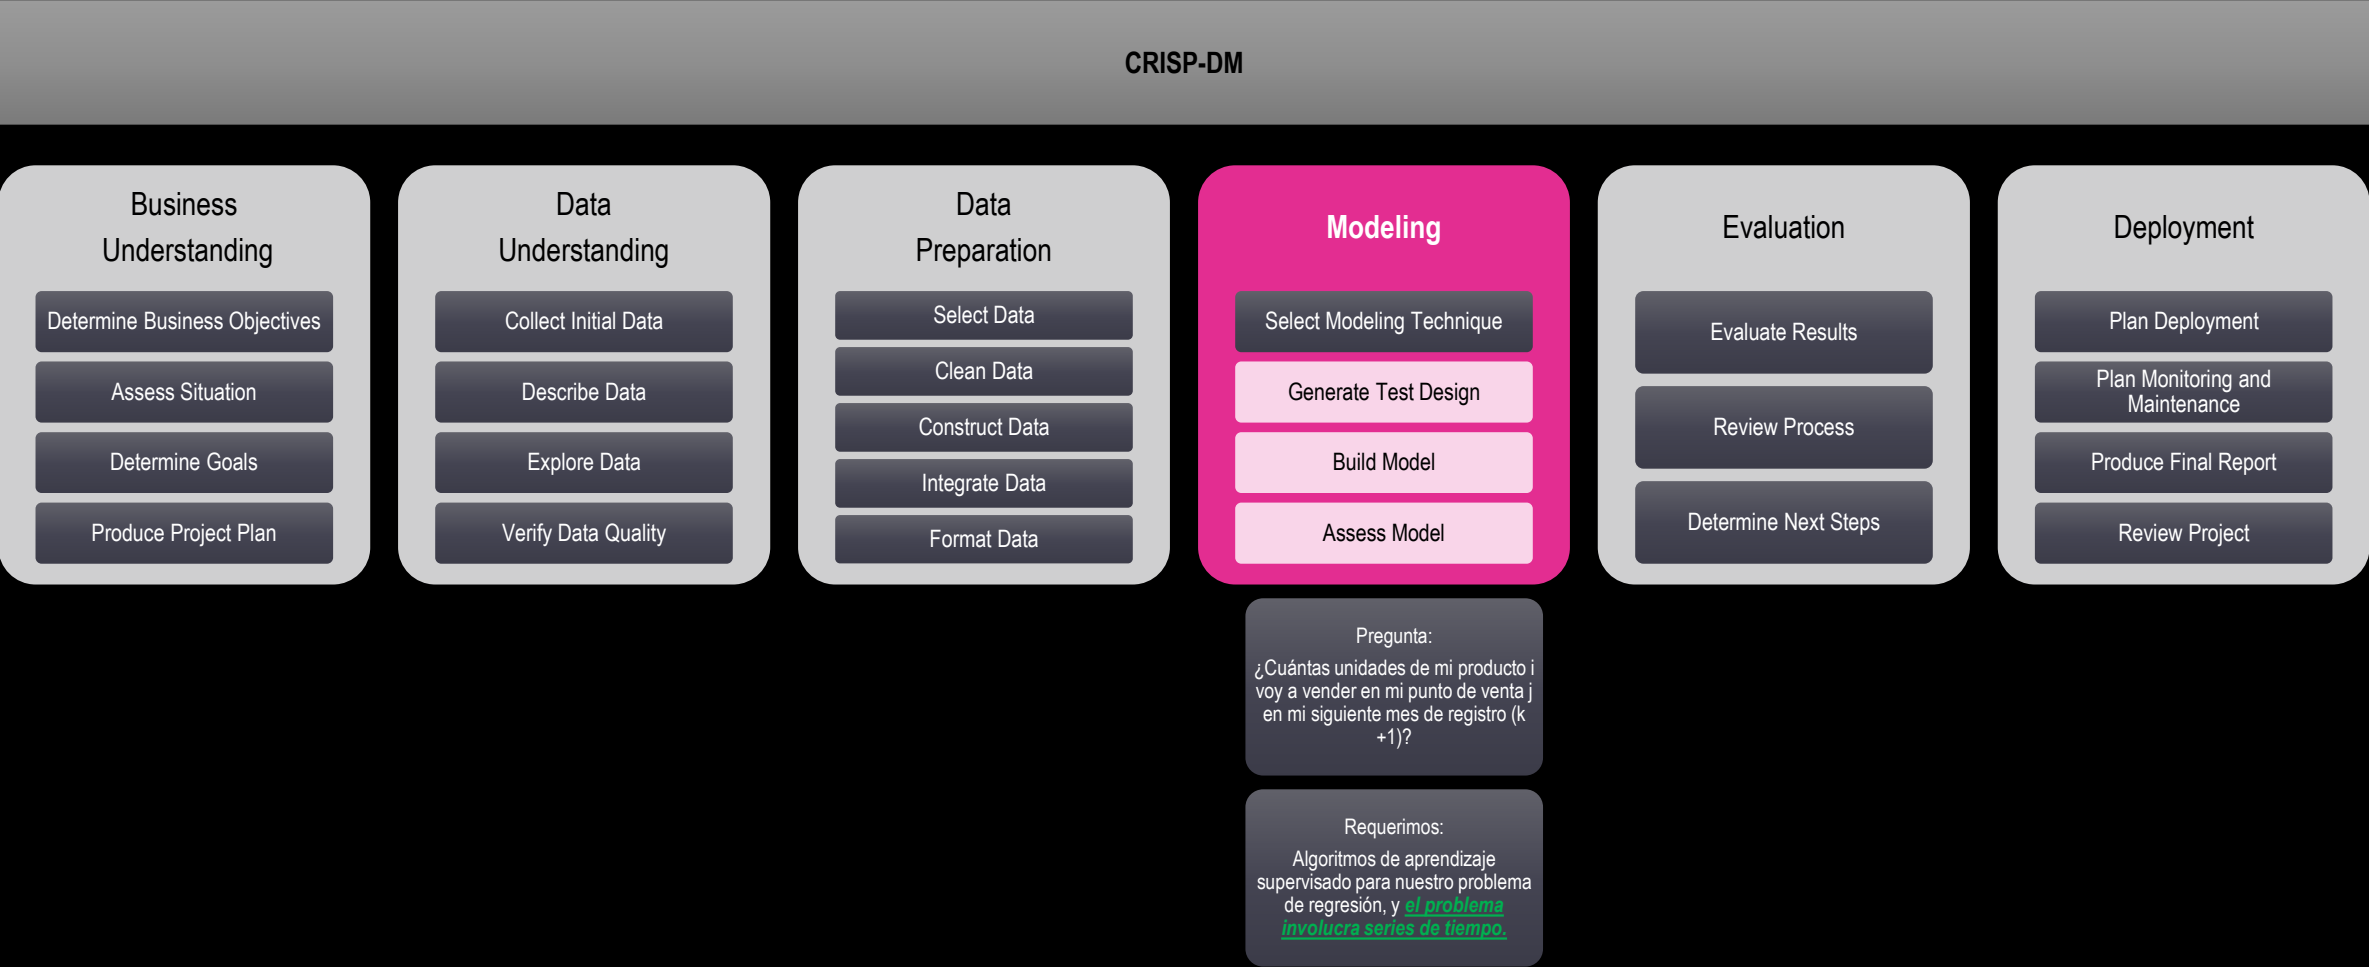 CRISP-DM
Business
Understanding
Determine Business Objectives
Assess Situation
Determine Goals
Produce Project Plan
Data
Understanding
Collect Initial Data
Describe Data
Explore Data
Verify Data Quality
Data
Preparation
Select Data
Clean Data
Construct Data
Integrate Data
Format Data
Modeling
Select Modeling Technique
Generate Test Design
Build Model
Assess Model
Pregunta:
¿Cuántas unidades de mi producto i
voy a vender en mi punto de venta j
en mi siguiente mes de registro (k
+1)?
Requerimos:
Algoritmos de aprendizaje
supervisado para nuestro problema
de regresión, y el problema
involucra series de tiempo.
Evaluation
Evaluate Results
Review Process
Determine Next Steps
Deployment
Plan Deployment
Plan Monitoring and
Maintenance
Produce Final Report
Review Project